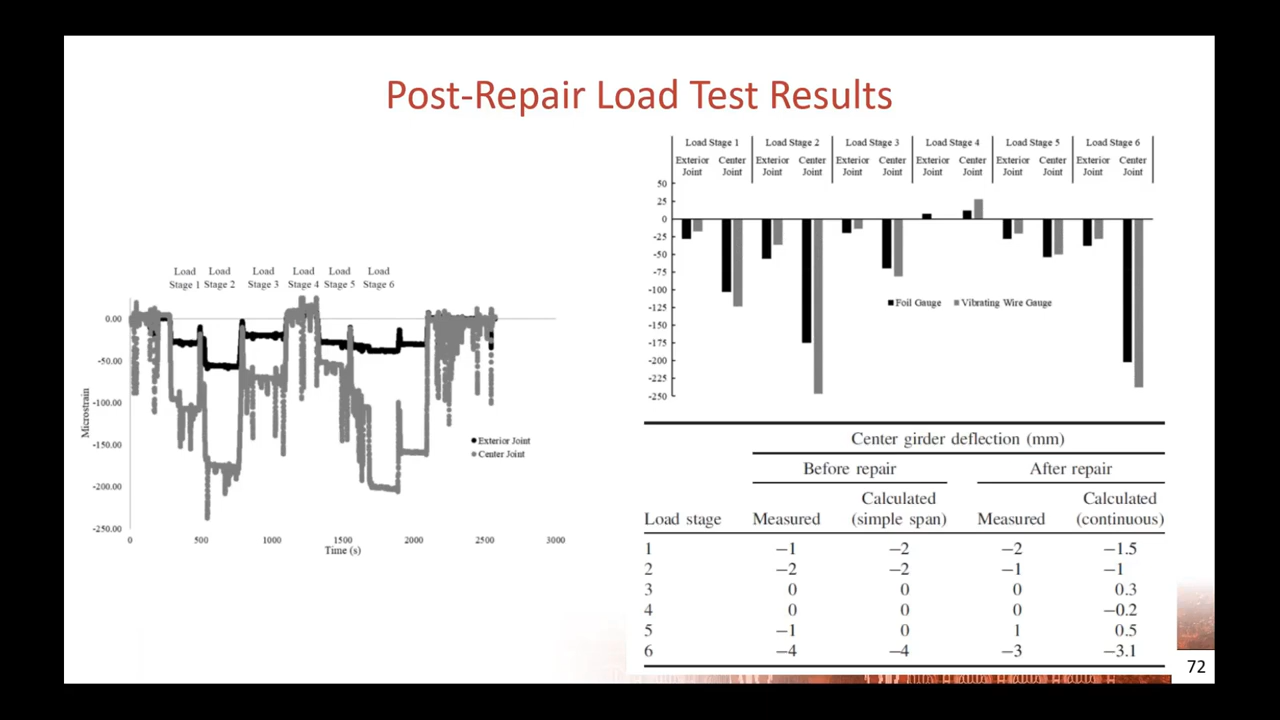 Post-Repair Load Test Results
Load Stage 1 Load Stage 2 Load Stage 3 Load Stage 4 Load Stage 5 Load Stage 6
Exterior Joint Center Joint Exterior Joint Center Joint Exterior Joint Center Joint Exterior Joint Center Joint Exterior Joint Center Joint Exterior Joint Center Joint
50
25
0
-25
-50
-75
-100
-125
-150
-175
-200
-225
-250
Foil Gauge Vibrating Wire Gauge
Load Stage 1 Load Stage 2 Load Stage 3 Load Stage 4 Load Stage 5 Load Stage 6
0.00
-50.00
-100.00
-150.00
-200.00
-250.00
Microstrain
Exterior Joint
Center Joint
0 500 1000 1500 2000 2500 3000
Time (s)
Center girder deflection (mm)
Before repair After repair
Calculated Calculated
Load stage Measured (simple span) Measured (continuous)
1 −1 −2 −2 −1.5
2 −2 −2 −1 −1
3 0 0 0 0.3
4 0 0 0 −0.2
5 −1 0 1 0.5
6 −4 −4 −3 −3.1
72